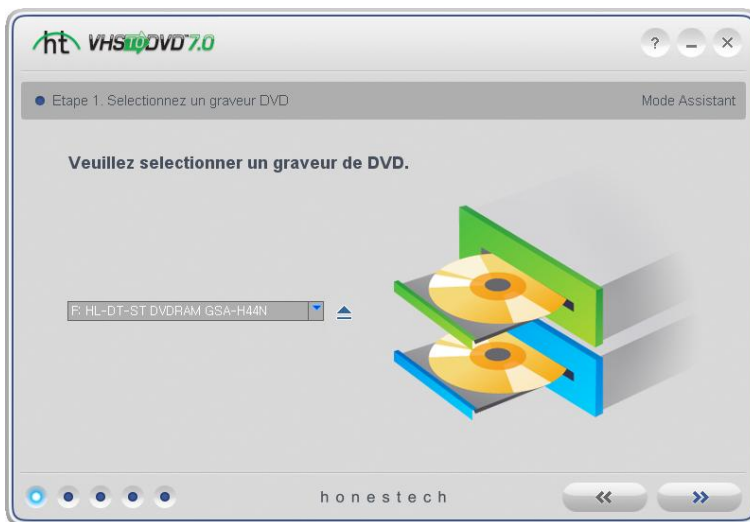 ht VHS TO DVD 7.0
?
Etape 1. Selectionnez un graveur DVD
Mode Assistant
Veuillez selectionner un graveur de DVD.
F: HL-DT-ST DVDRAM GSA-H44N
honestech